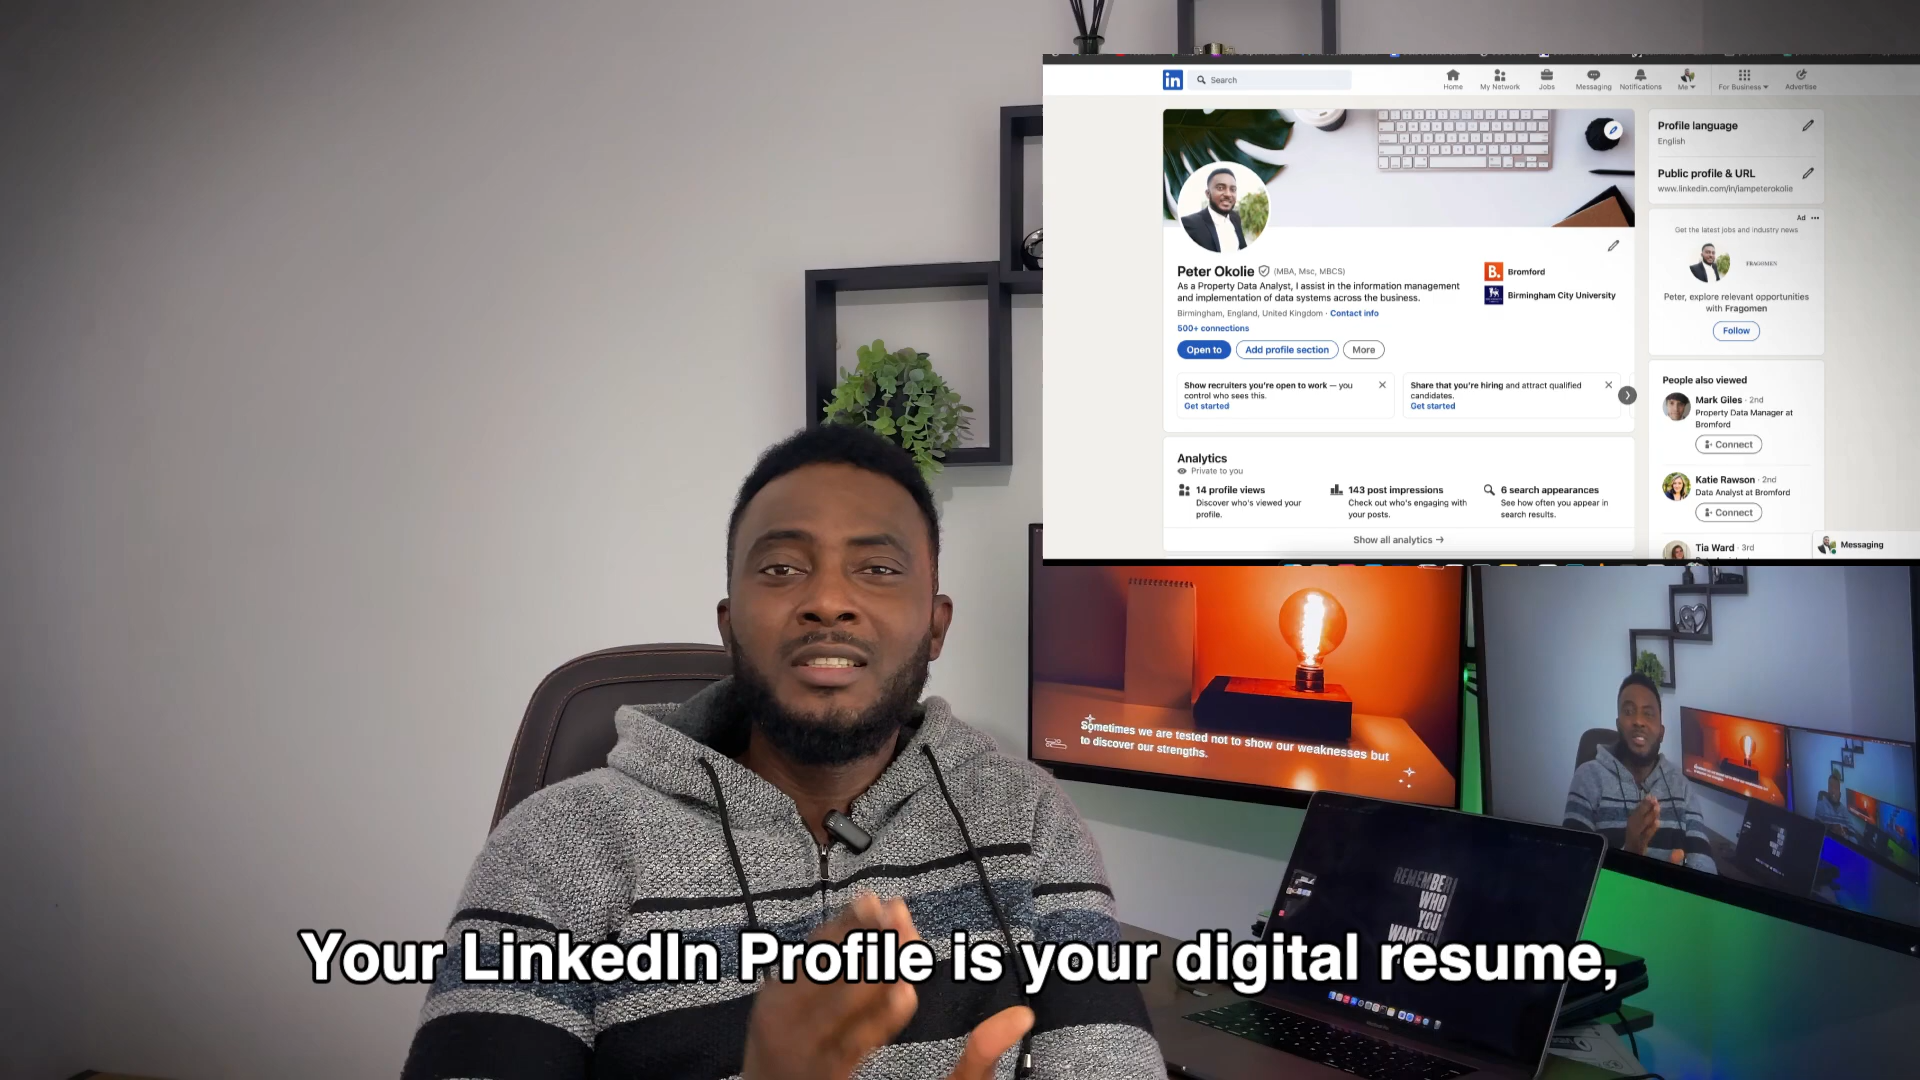 in
Search
Home
My Network
Jobs
Messaging
Notifications
Me
For Business
Advertise
Peter Okolie
(MBA, Msc, MBCS)
As a Property Data Analyst, I assist in the information management
and implementation of data systems across the business.
Birmingham, England, United Kingdom · Contact info
500+ connections
Open to
Add profile section
More
B.
Bromford
Birmingham City University
Show recruiters you're open to work — you
control who sees this.
Get started
Share that you're hiring and attract qualified
candidates.
Get started
Analytics
Private to you
14 profile views
Discover who's viewed your
profile.
143 post impressions
Check out who's engaging with
your posts.
6 search appearances
See how often you appear in
search results.
Show all analytics →
Profile language
English
Public profile & URL
www.linkedin.com/in/iampeterokolie
Ad
Get the latest jobs and industry news
FRAGOMEN
Peter, explore relevant opportunities
with Fragomen
Follow
People also viewed
Mark Giles · 2nd
Property Data Manager at
Bromford
Connect
Katie Rawson · 2nd
Data Analyst at Bromford
Connect
Tia Ward · 3rd
Messaging
Sometimes we are tested not to show our weaknesses but
to discover our strengths.
REMEMBER
WHO
YOU
Your LinkedIn Profile is your digital resume,